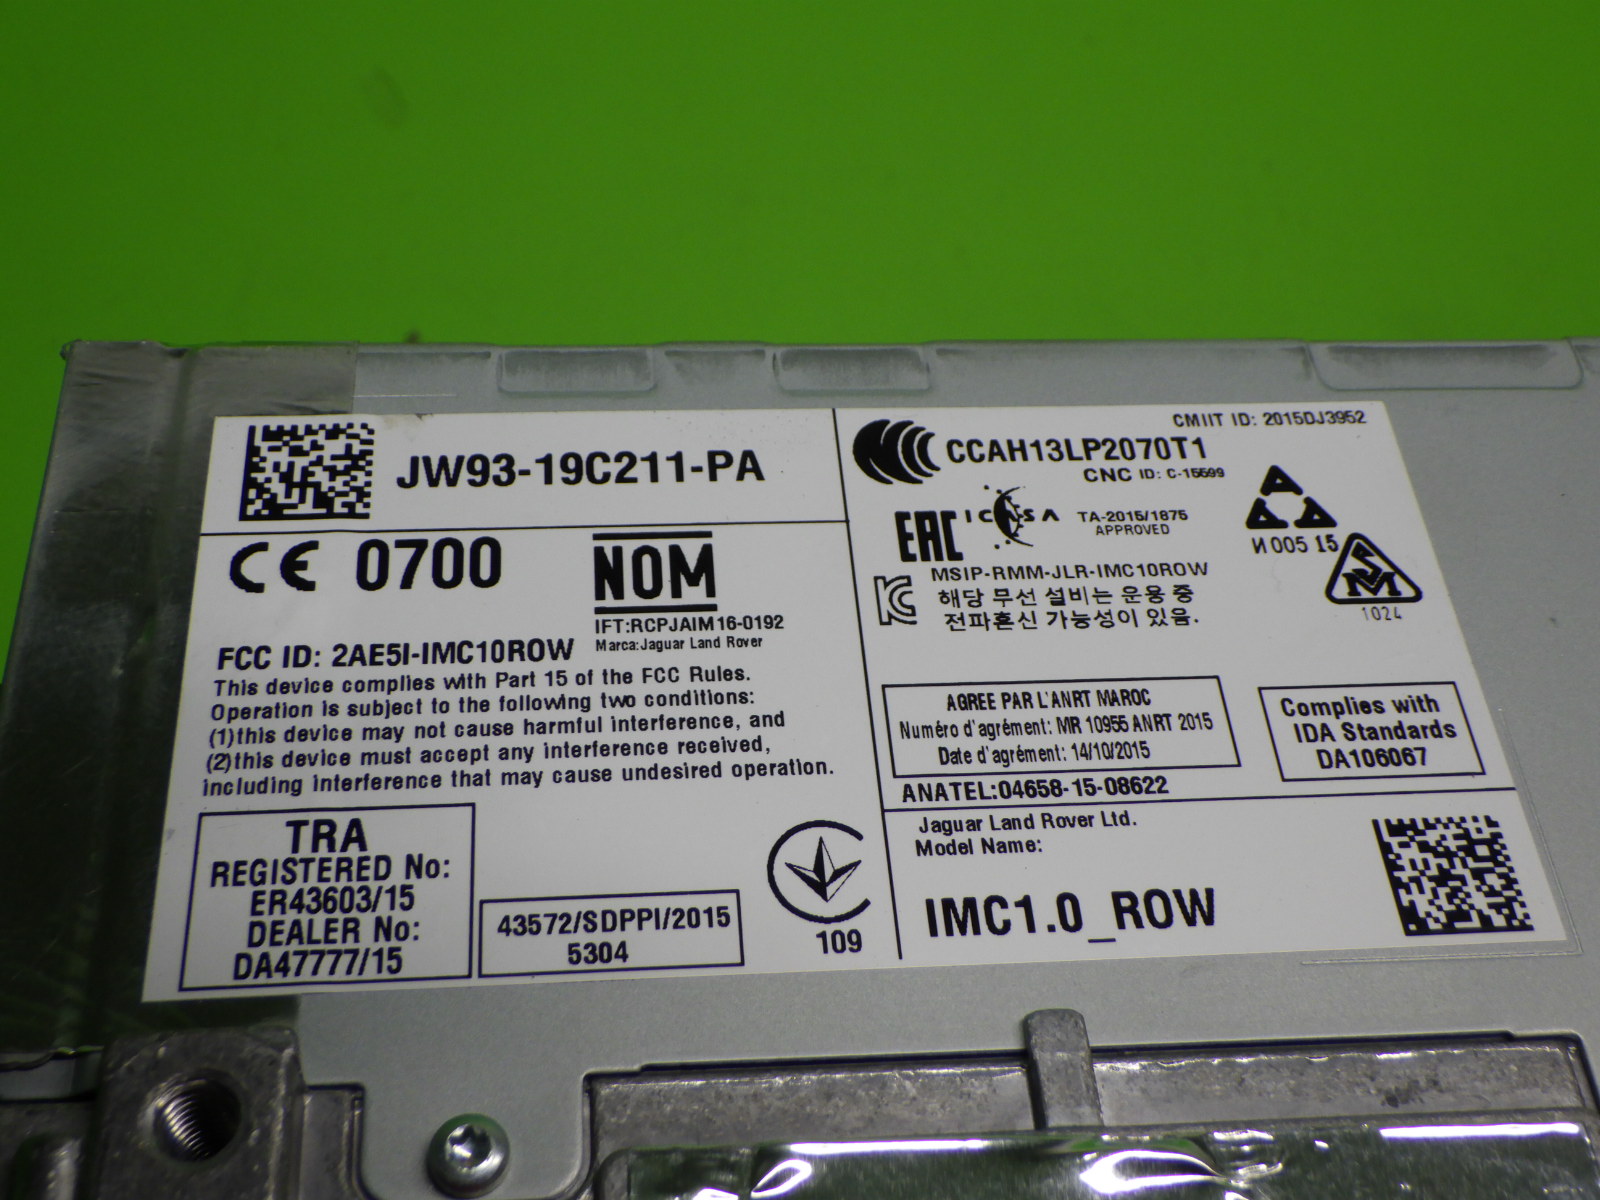 JW93-19C211-PA
CE 0700
NOM
IFT:RCPJAIM16-0192
Marca:Jaguar Land Rover
FCC ID: 2AE5I-IMC10ROW
This device complies with Part 15 of the FCC Rules.
Operation is subject to the following two conditions:
(1)this device may not cause harmful interference, and
(2)this device must accept any interference received,
including interference that may cause undesired operation.
TRA
REGISTERED No:
ER43603/15
DEALER No:
DA47777/15
43572/SDPPI/2015
5304
109
CMIIT ID: 2015DJ3952
CCAH13LP2070T1
CNC ID: C-15599
EAC
ICASA
TA-2015/1875
APPROVED
И005 15
SM
1024
MSIP-RMM-JLR-IMC10ROW
해당 무선 설비는 운용 중
전파혼신 가능성이 있음.
AGREE PAR L'ANRT MAROC
Numéro d'agrément: MR 10955 ANRT 2015
Date d'agrément: 14/10/2015
Complies with
IDA Standards
DA106067
ANATEL:04658-15-08622
Jaguar Land Rover Ltd.
Model Name:
IMC1.0_ROW